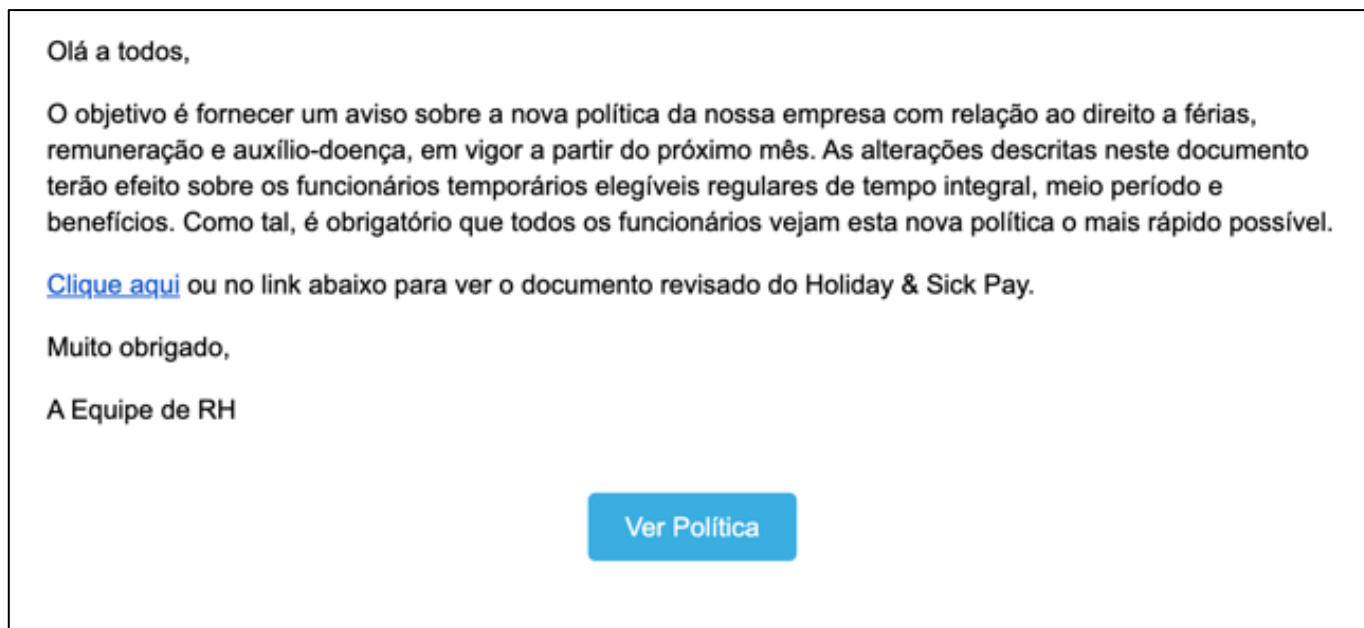 Olá a todos,
O objetivo é fornecer um aviso sobre a nova política da nossa empresa com relação ao direito a férias,
remuneração e auxílio-doença, em vigor a partir do próximo mês. As alterações descritas neste documento
terão efeito sobre os funcionários temporários elegíveis regulares de tempo integral, meio período e
benefícios. Como tal, é obrigatório que todos os funcionários vejam esta nova política o mais rápido possível.
Clique aqui ou no link abaixo para ver o documento revisado do Holiday & Sick Pay.
Muito obrigado,
A Equipe de RH
Ver Política